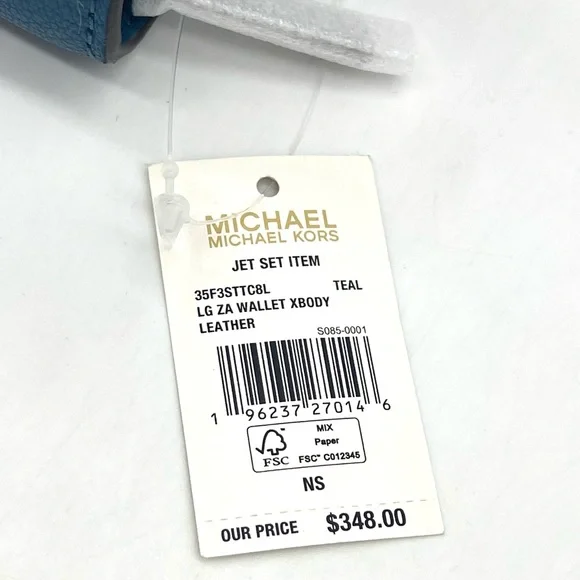 MICHAEL
MICHAEL KORS
JET SET ITEM
35F3STTC8L TEAL
LG ZA WALLET XBODY
LEATHER
S085-0001
1 96237 27014 6
FSC
MIX
Paper
FSC™ C012345
NS
OUR PRICE $348.00